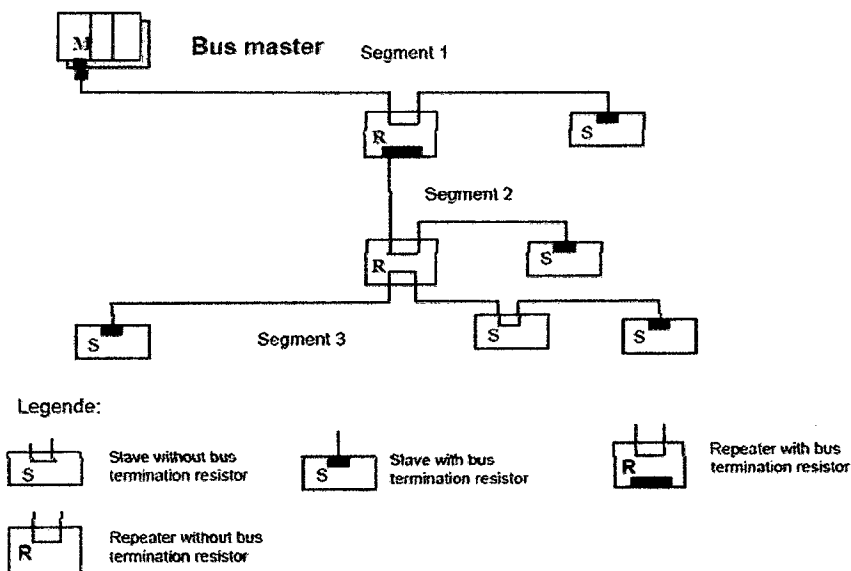 M
Bus master
Segment 1
R
S
Segment 2
R
S
S
Segment 3
S
S
Legende:
S
Slave without bus
termination resistor
S
Slave with bus
termination resistor
R
Repeater with bus
termination resistor
R
Repeater without bus
termination resistor